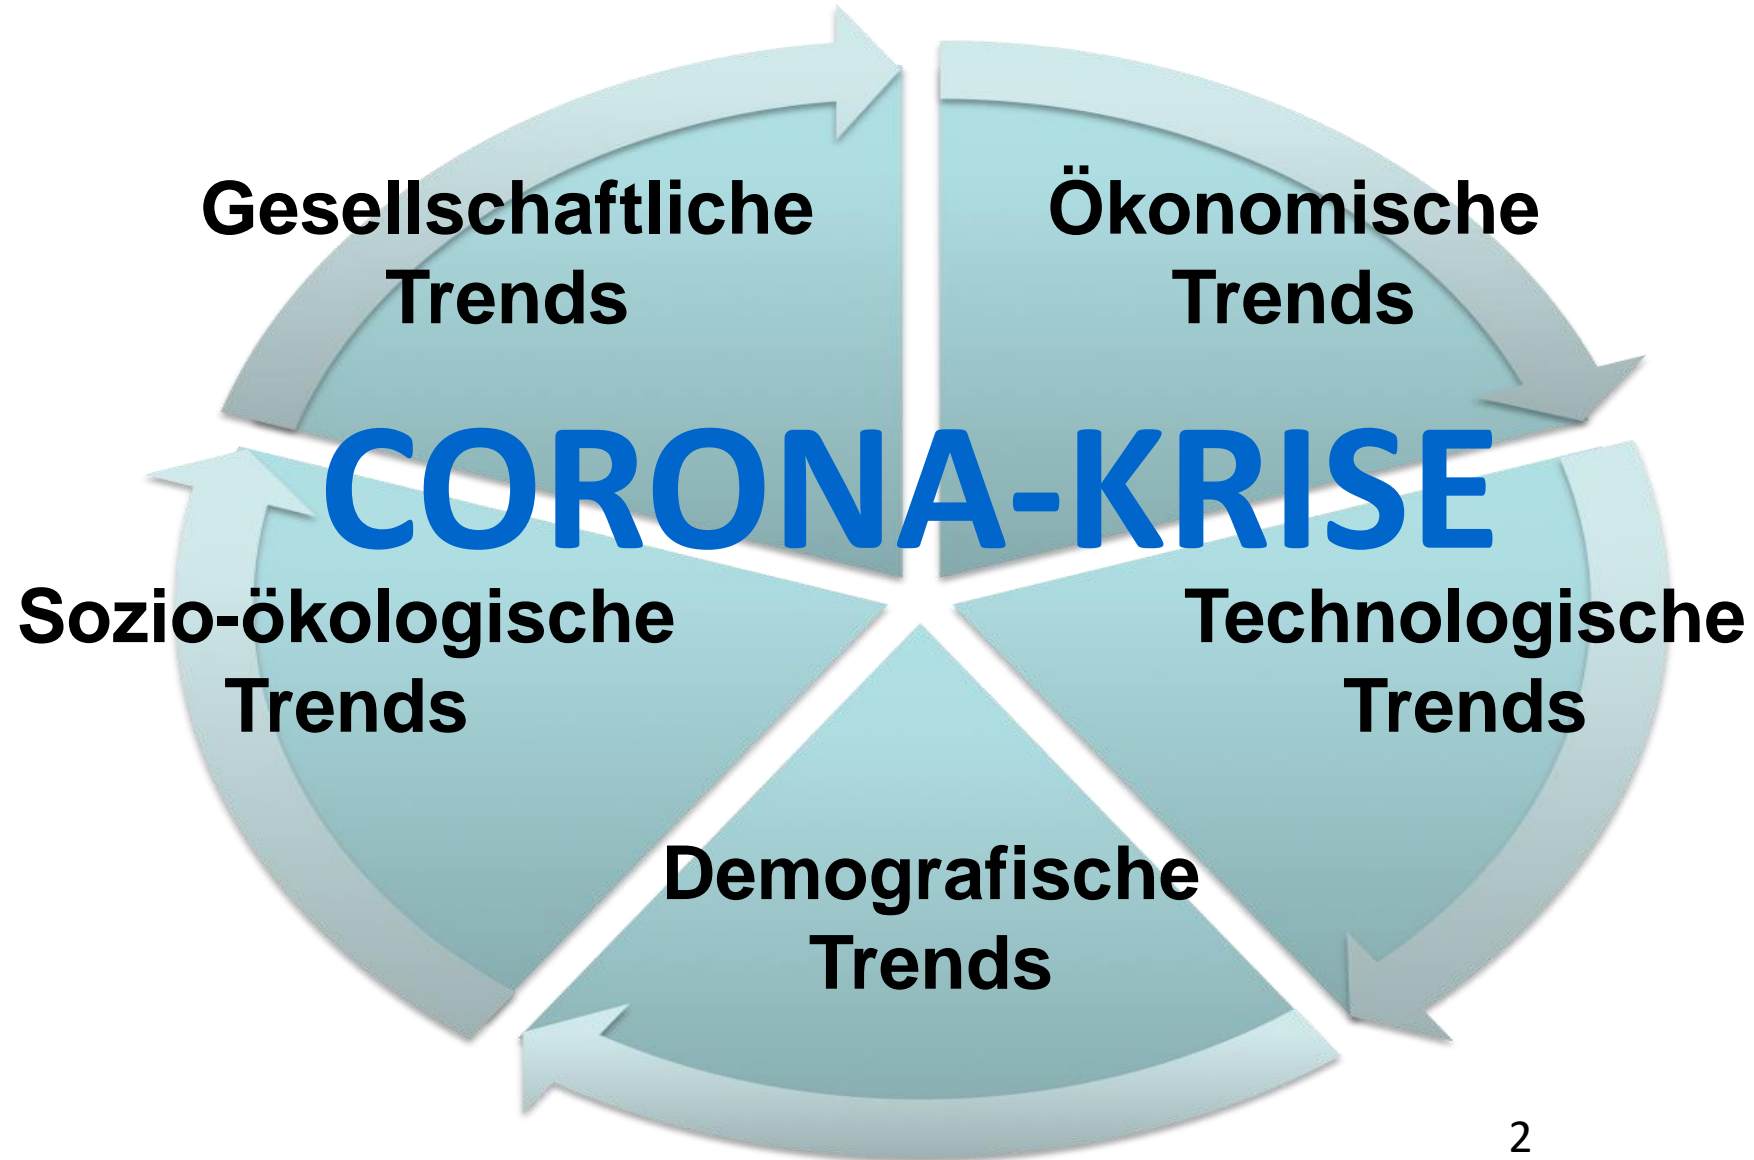 Gesellschaftliche
Trends
Ökonomische
Trends
CORONA-KRISE
Sozio-ökologische
Trends
Technologische
Trends
Demografische
Trends
2